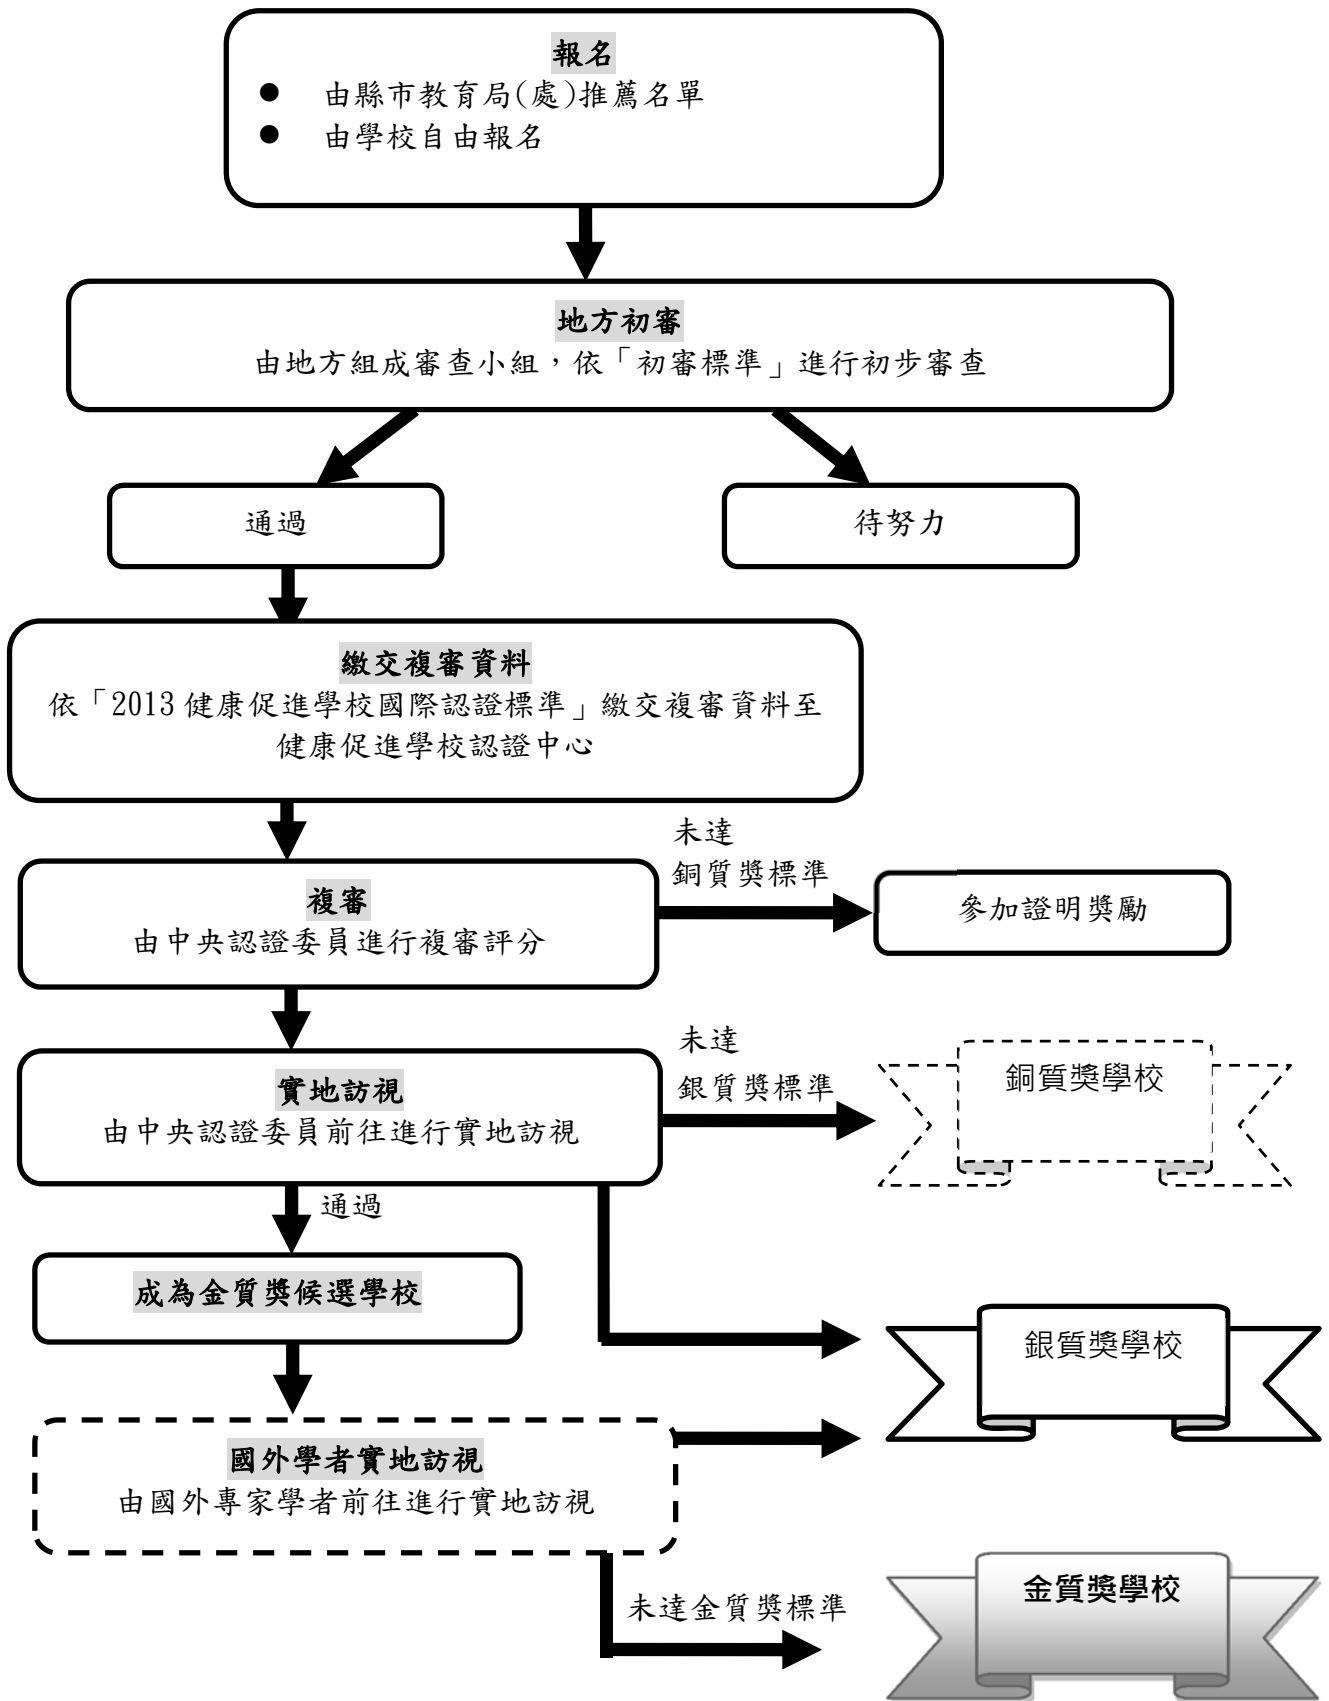 報名
● 由縣市教育局(處)推薦名單
● 由學校自由報名
地方初審
由地方組成審查小組，依「初審標準」進行初步審查
通過
待努力
繳交複審資料
依「2013健康促進學校國際認證標準」繳交複審資料至
健康促進學校認證中心
未達
銅質獎標準
複審
由中央認證委員進行複審評分
參加證明獎勵
未達
銀質獎標準
實地訪視
由中央認證委員前往進行實地訪視
銅質獎學校
通過
成為金質獎候選學校
銀質獎學校
國外學者實地訪視
由國外專家學者前往進行實地訪視
未達金質獎標準
金質獎學校